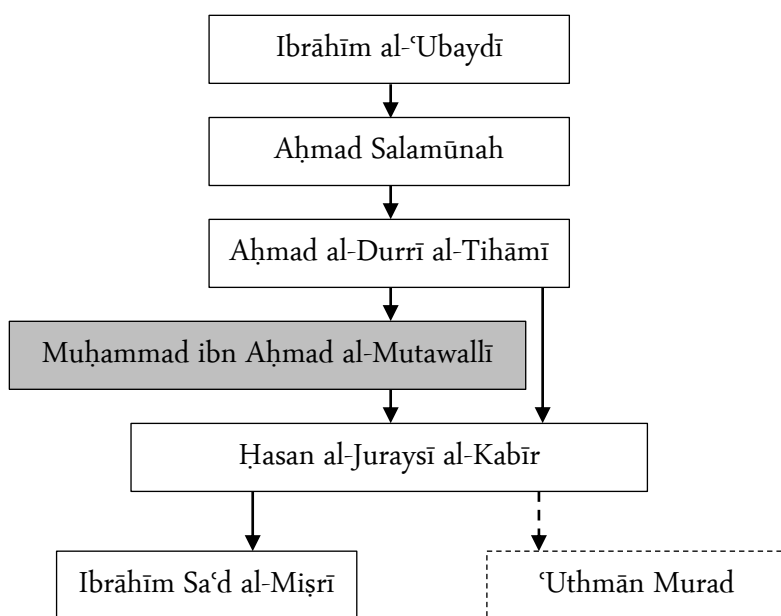 Ibrāhīm al-ʿUbaydī
Aḥmad Salamūnah
Aḥmad al-Durrī al-Tihāmī
Muḥammad ibn Aḥmad al-Mutawallī
Ḥasan al-Juraysī al-Kabīr
Ibrāhīm Saʿd al-Miṣrī
ʿUthmān Murad